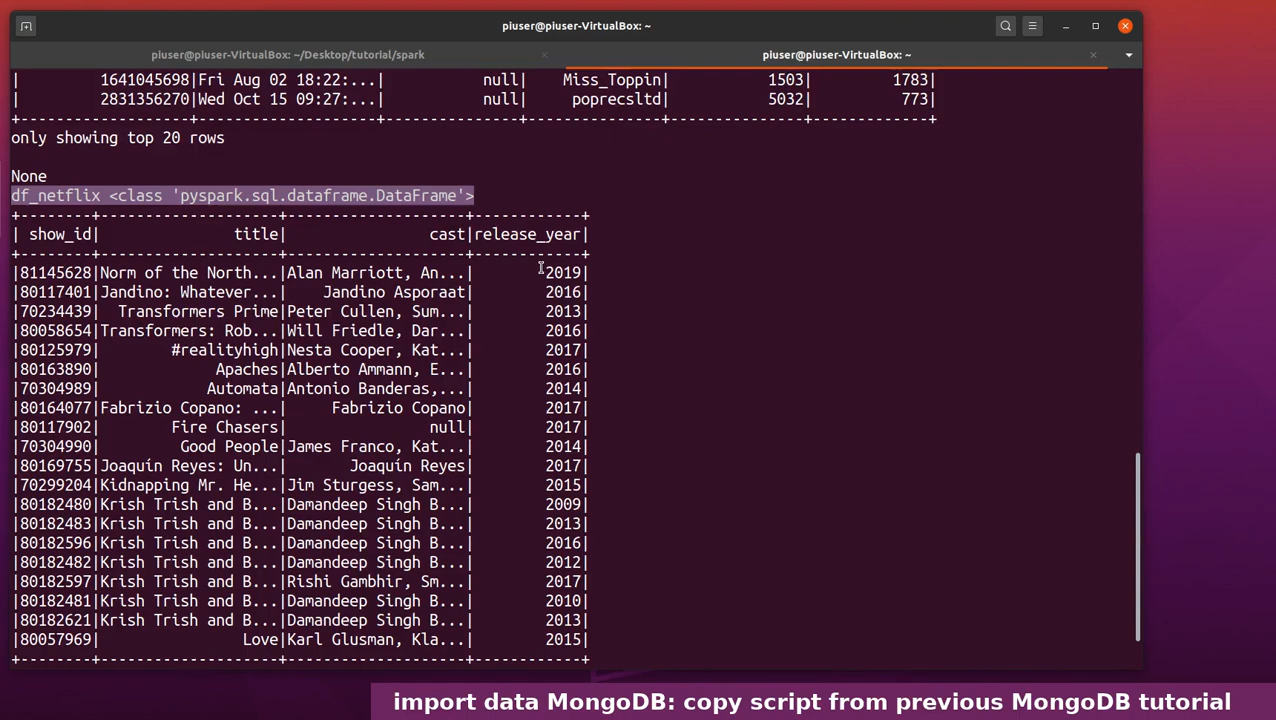 piuser@piuser-VirtualBox: ~
piuser@piuser-VirtualBox: ~/Desktop/tutorial/spark
piuser@piuser-VirtualBox: ~
| 1641045698|Fri Aug 02 18:22:...| null| Miss_Toppin| 1503| 1783|
| 2831356270|Wed Oct 15 09:27:...| null| poprecsltd| 5032| 773|
+--------------------+--------------------+---------------+---------------+---------------+-------------+
only showing top 20 rows
None
df_netflix <class 'pyspark.sql.dataframe.DataFrame'>
+--------+--------------------+--------------------+------------+
| show_id| title| cast|release_year|
+--------+--------------------+--------------------+------------+
|81145628|Norm of the North...|Alan Marriott, An...| 2019|
|80117401|Jandino: Whatever...| Jandino Asporaat| 2016|
|70234439| Transformers Prime|Peter Cullen, Sum...| 2013|
|80058654|Transformers: Rob...|Will Friedle, Dar...| 2016|
|80125979| #realityhigh|Nesta Cooper, Kat...| 2017|
|80163890| Apaches|Alberto Ammann, E...| 2016|
|70304989| Automata|Antonio Banderas,...| 2014|
|80164077|Fabrizio Copano: ...| Fabrizio Copano| 2017|
|80117902| Fire Chasers| null| 2017|
|70304990| Good People|James Franco, Kat...| 2014|
|80169755|Joaquín Reyes: Un...| Joaquín Reyes| 2017|
|70299204|Kidnapping Mr. He...|Jim Sturgess, Sam...| 2015|
|80182480|Krish Trish and B...|Damandeep Singh B...| 2009|
|80182483|Krish Trish and B...|Damandeep Singh B...| 2013|
|80182596|Krish Trish and B...|Damandeep Singh B...| 2016|
|80182482|Krish Trish and B...|Damandeep Singh B...| 2012|
|80182597|Krish Trish and B...|Rishi Gambhir, Sm...| 2017|
|80182481|Krish Trish and B...|Damandeep Singh B...| 2010|
|80182621|Krish Trish and B...|Damandeep Singh B...| 2013|
|80057969| Love|Karl Glusman, Kla...| 2015|
+--------+--------------------+--------------------+------------+
import data MongoDB: copy script from previous MongoDB tutorial